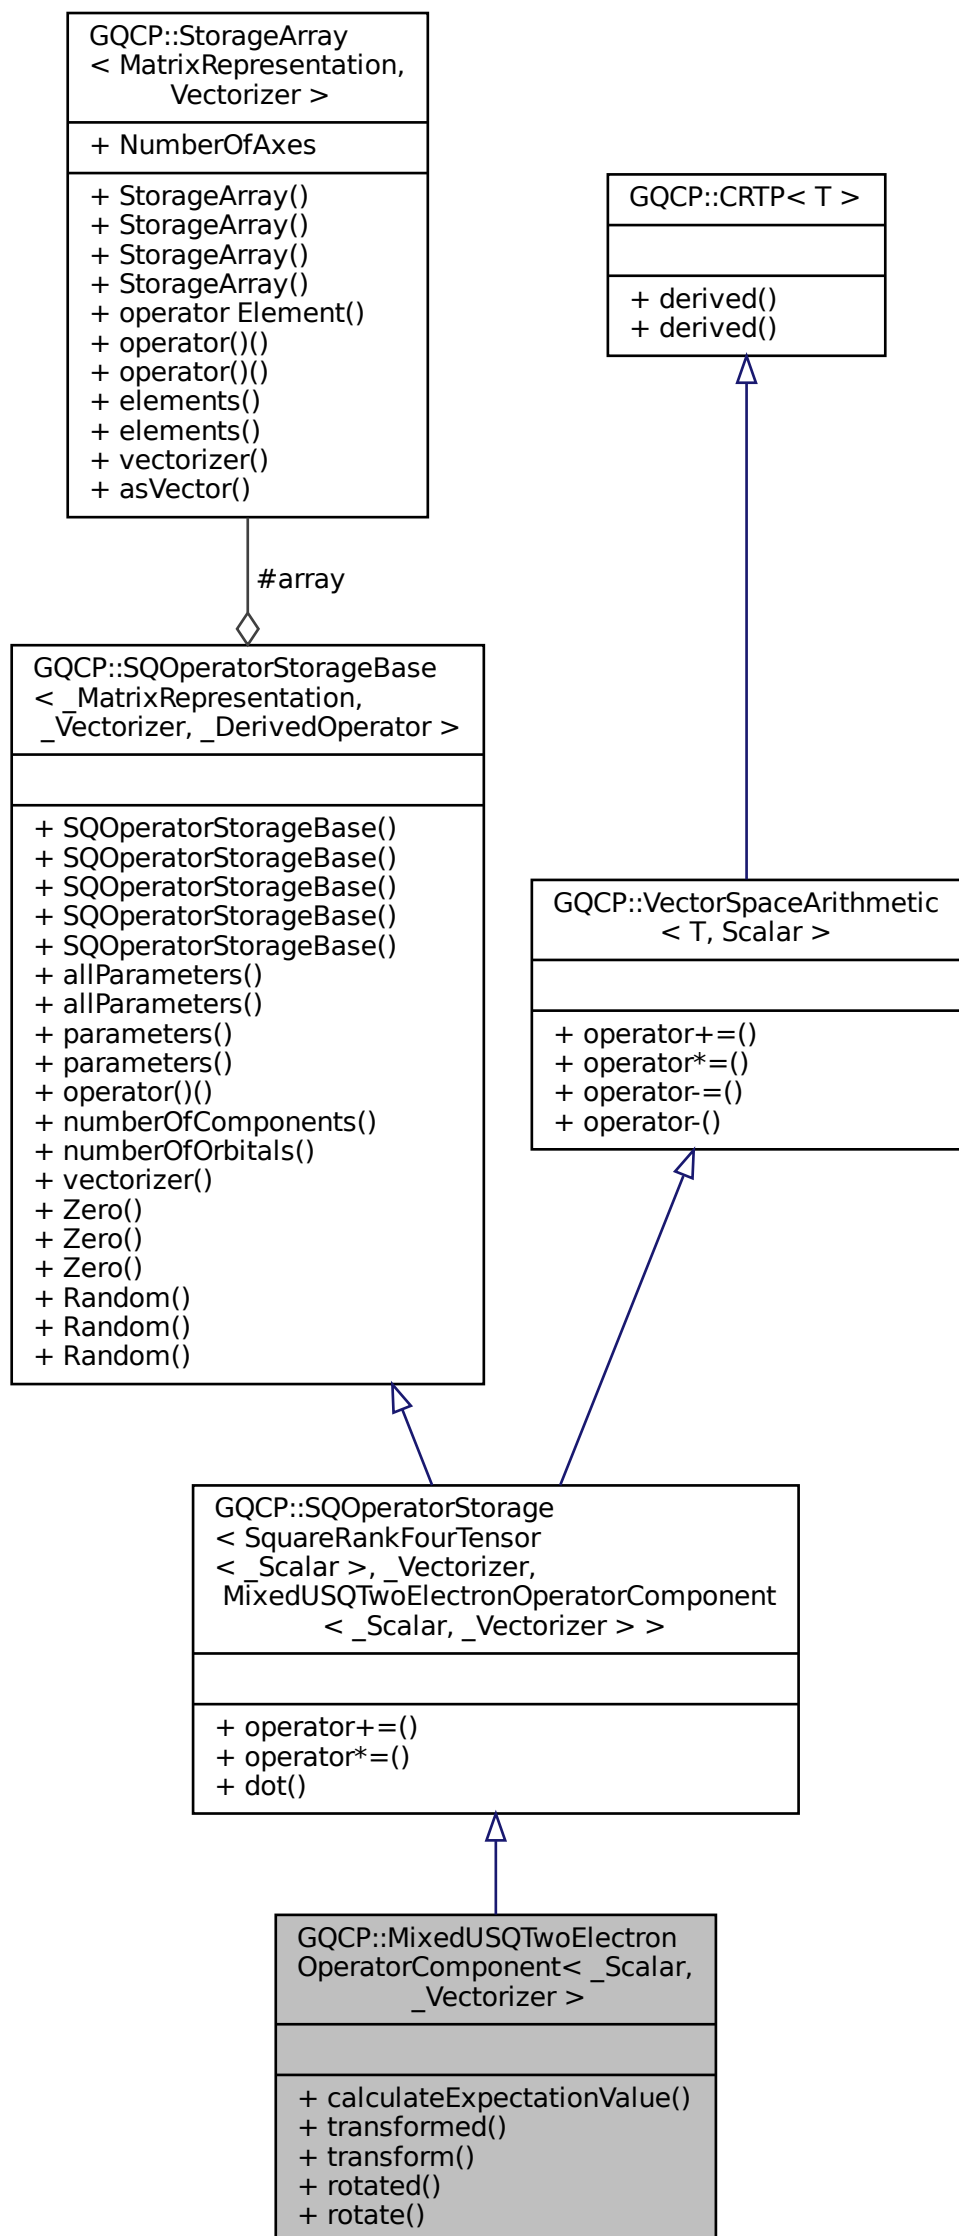 GQCP::StorageArray
< MatrixRepresentation,
Vectorizer >
+ NumberOfAxes
+ StorageArray()
+ StorageArray()
+ StorageArray()
+ StorageArray()
+ operator Element()
+ operator()()
+ operator()()
+ elements()
+ elements()
+ vectorizer()
+ asVector()
GQCP::CRTP< T >
+ derived()
+ derived()
#array
GQCP::SQOperatorStorageBase
< _MatrixRepresentation,
_Vectorizer, _DerivedOperator >
+ SQOperatorStorageBase()
+ SQOperatorStorageBase()
+ SQOperatorStorageBase()
+ SQOperatorStorageBase()
+ SQOperatorStorageBase()
+ allParameters()
+ allParameters()
+ parameters()
+ parameters()
+ operator()()
+ numberOfComponents()
+ numberOfOrbitals()
+ vectorizer()
+ Zero()
+ Zero()
+ Zero()
+ Random()
+ Random()
+ Random()
GQCP::VectorSpaceArithmetic
< T, Scalar >
+ operator+=()
+ operator*=()
+ operator-=()
+ operator-()
GQCP::SQOperatorStorage
< SquareRankFourTensor
< _Scalar >, _Vectorizer,
MixedUSQTwoElectronOperatorComponent
< _Scalar, _Vectorizer > >
+ operator+=()
+ operator*=()
+ dot()
GQCP::MixedUSQTwoElectron
OperatorComponent< _Scalar,
_Vectorizer >
+ calculateExpectationValue()
+ transformed()
+ transform()
+ rotated()
+ rotate()